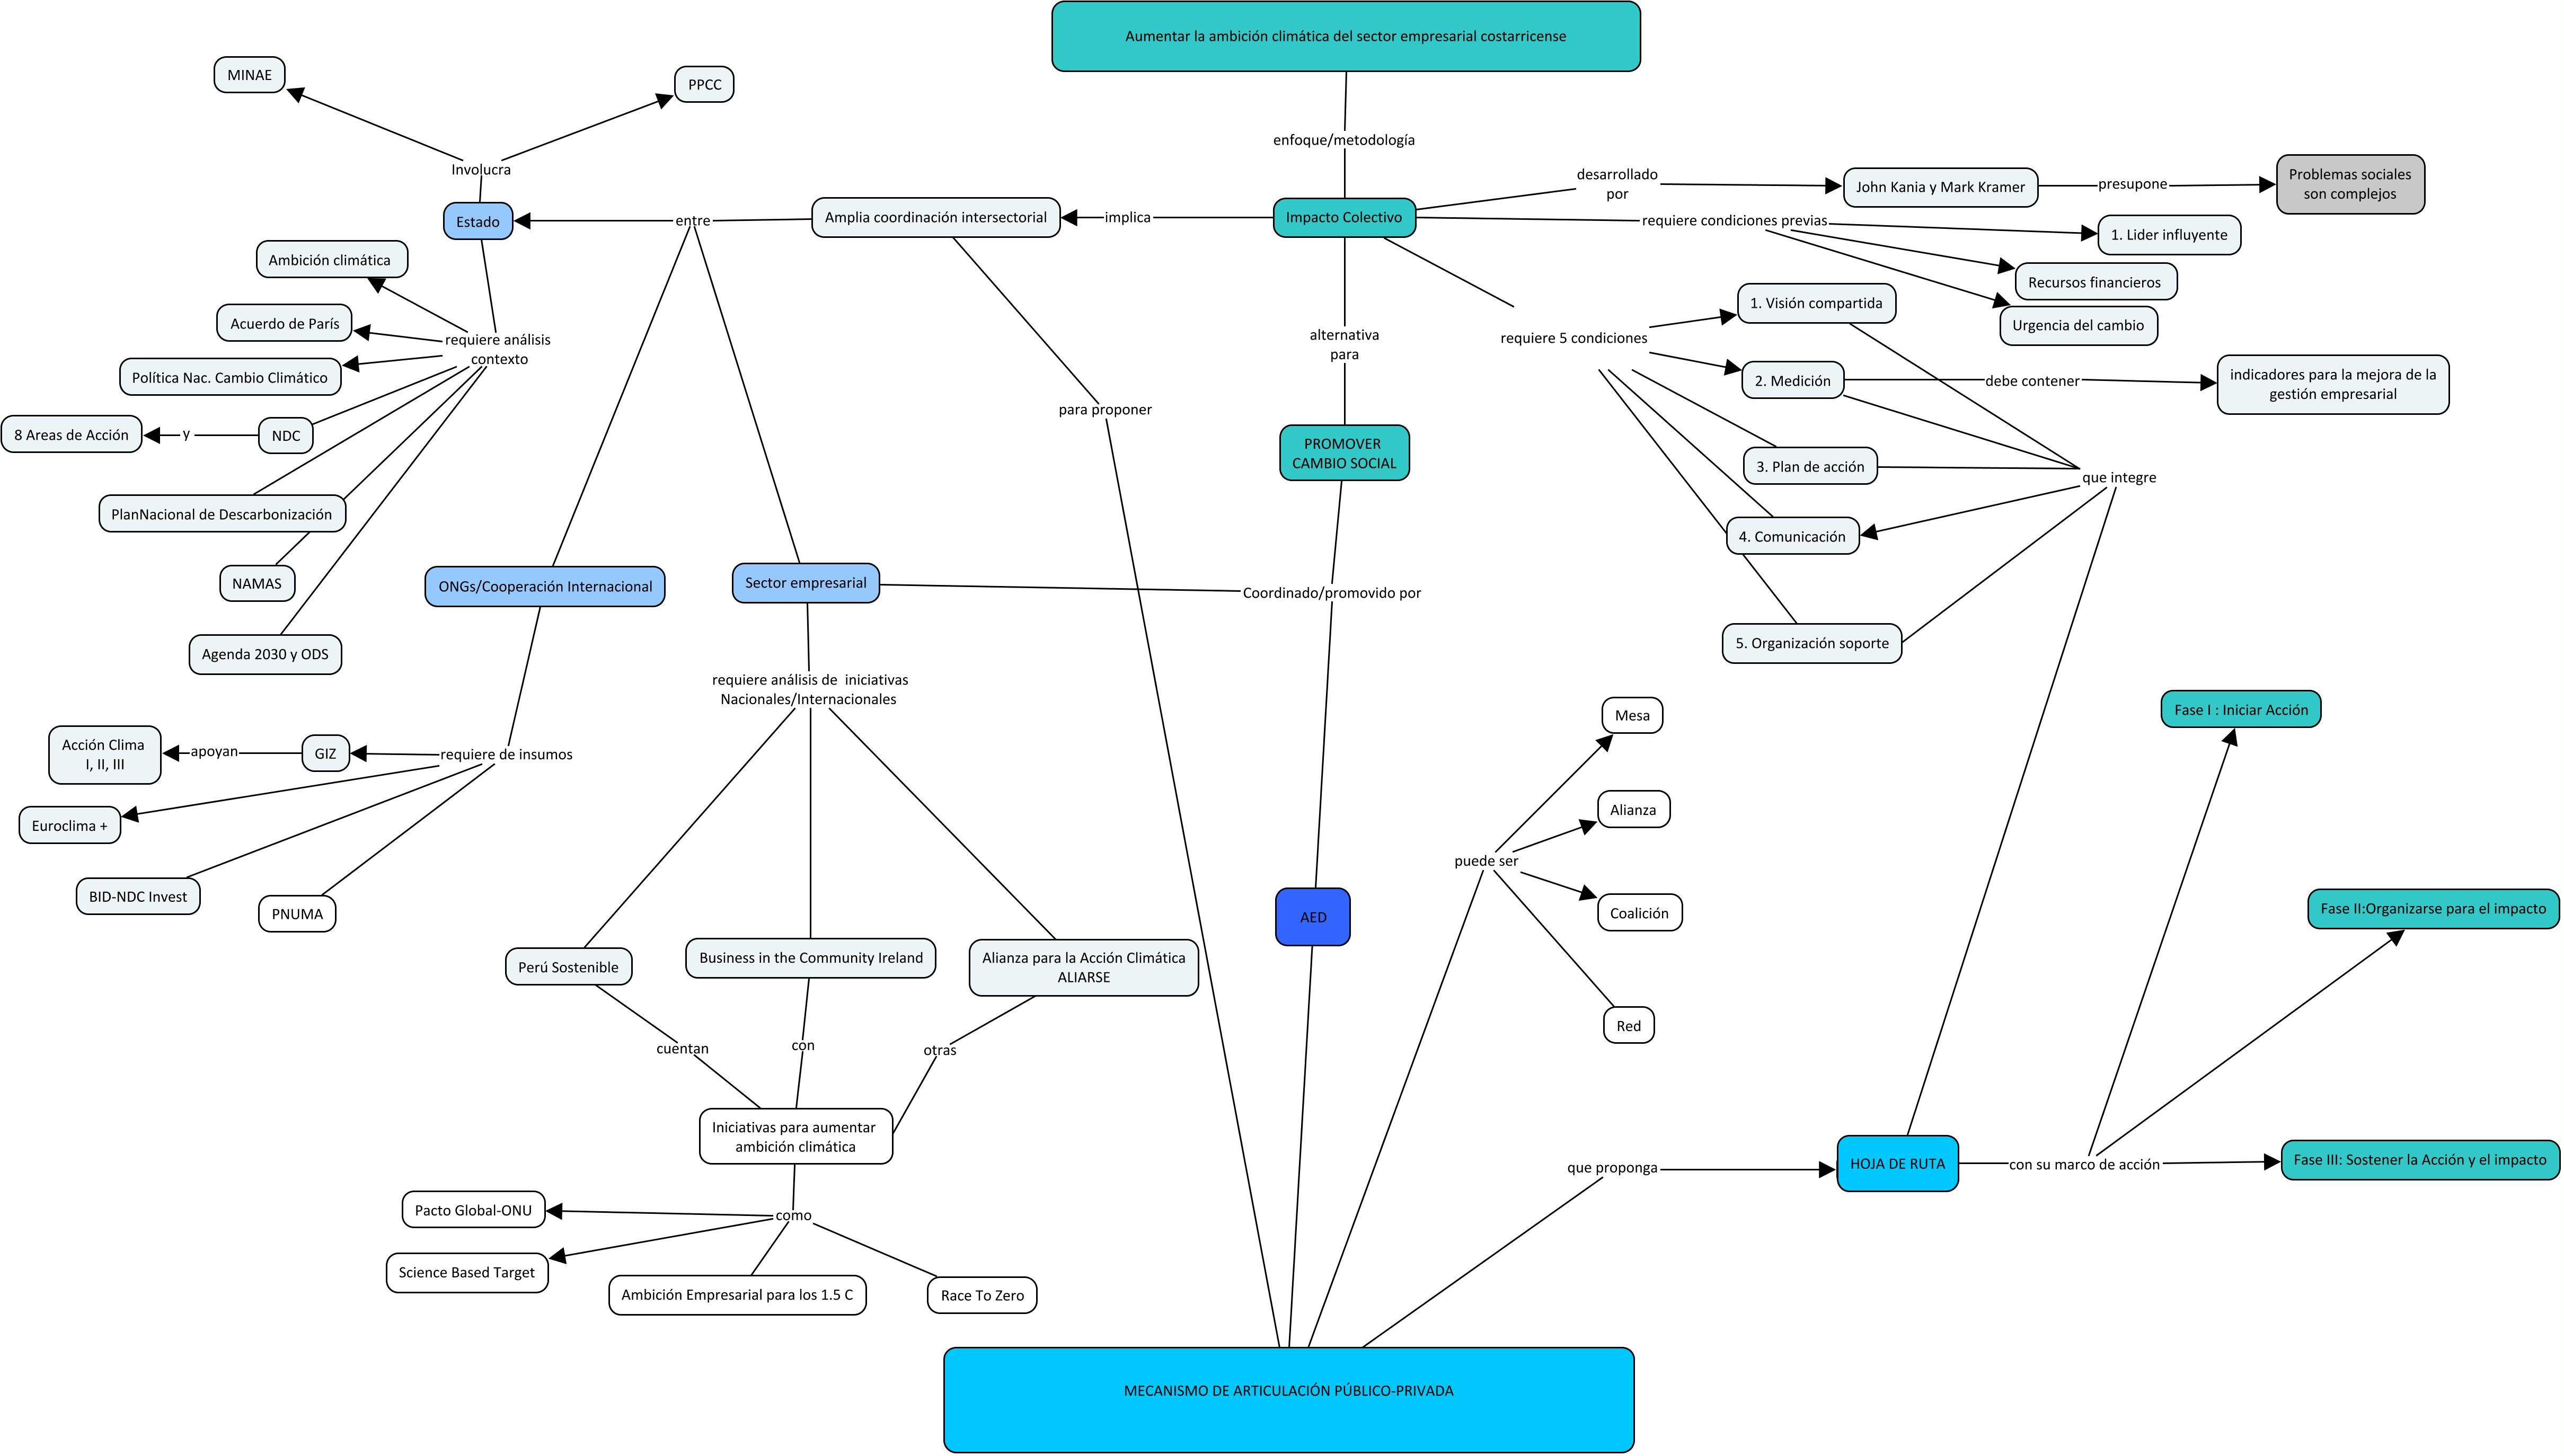 Aumentar la ambición climática del sector empresarial costarricense
MINAE
PPCC
enfoque/metodología
Involucra
desarrollado
por
John Kania y Mark Kramer
presupone
Problemas sociales
son complejos
Estado
entre
Amplia coordinación intersectorial
implica
Impacto Colectivo
requiere condiciones previas
1. Lider influyente
Ambición climática
Recursos financieros
Acuerdo de París
requiere análisis
contexto
alternativa
para
requiere 5 condiciones
1. Visión compartida
Urgencia del cambio
Política Nac. Cambio Climático
2. Medición
debe contener
indicadores para la mejora de la
gestión empresarial
para proponer
8 Areas de Acción
y
NDC
PROMOVER
CAMBIO SOCIAL
3. Plan de acción
que integre
PlanNacional de Descarbonización
4. Comunicación
NAMAS
ONGs/Cooperación Internacional
Sector empresarial
Coordinado/promovido por
Agenda 2030 y ODS
5. Organización soporte
requiere análisis de  iniciativas
Nacionales/Internacionales
Mesa
Fase I : Iniciar Acción
Acción Clima
I, II, III
apoyan
GIZ
requiere de insumos
Euroclima +
Alianza
puede ser
BID-NDC Invest
PNUMA
AED
Coalición
Fase II:Organizarse para el impacto
Perú Sostenible
Business in the Community Ireland
Alianza para la Acción Climática
ALIARSE
Red
cuentan
con
otras
Iniciativas para aumentar
ambición climática
que proponga
HOJA DE RUTA
con su marco de acción
Fase III: Sostener la Acción y el impacto
Pacto Global-ONU
como
Science Based Target
Ambición Empresarial para los 1.5 C
Race To Zero
MECANISMO DE ARTICULACIÓN PÚBLICO-PRIVADA